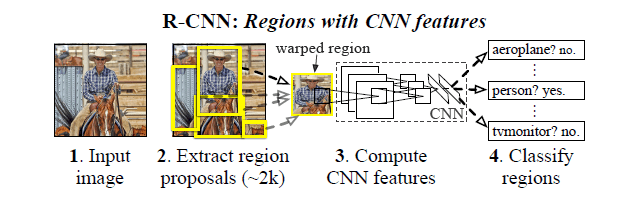 R-CNN: Regions with CNN features
warped region
aeroplane? no.
person? yes.
CNN
tvmonitor? no.
1. Input
image
2. Extract region
proposals (~2k)
3. Compute
CNN features
4. Classify
regions